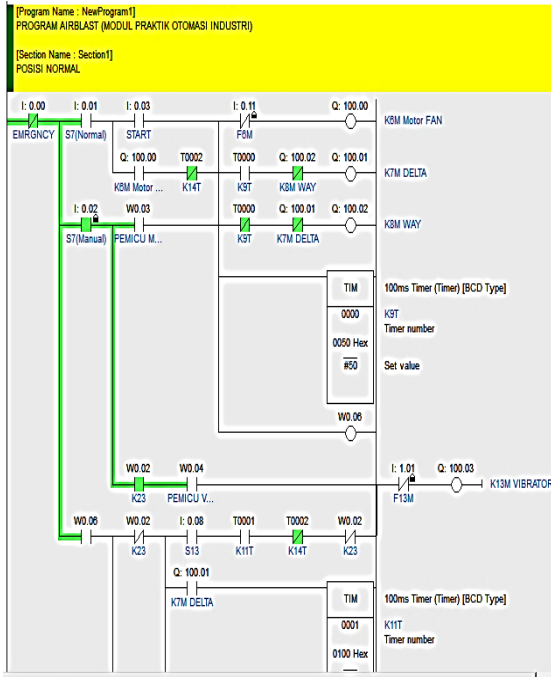 [Program Name : NewProgram1]
PROGRAM AIRBLAST (MODUL PRAKTIK OTOMASI INDUSTRI)
[Section Name : Section1]
POSISI NORMAL
I: 0.00 I: 0.01 I: 0.03 I: 0.11 Q: 100.00
K6M Motor FAN
EMRGNCY S7(Normal) START F6M
Q: 100.00 T0002 T0000 Q: 100.02 Q: 100.01
K7M DELTA
K6M Motor ... K14T K9T K8M WAY
I: 0.02 W0.03 T0000 Q: 100.01 Q: 100.02
K8M WAY
S7(Manual) PEMICU M... K9T K7M DELTA
TIM 100ms Timer (Timer) [BCD Type]
0000 K9T
Timer number
0050 Hex
#50 Set value
W0.06
W0.02 W0.04 I: 1.01 Q: 100.03
K13M VIBRATOR
K23 PEMICU V... F13M
W0.06 W0.02 I: 0.08 T0001 T0002 W0.02
K23 S13 K11T K14T K23
Q: 100.01
K7M DELTA
TIM 100ms Timer (Timer) [BCD Type]
0001 K11T
Timer number
0100 Hex